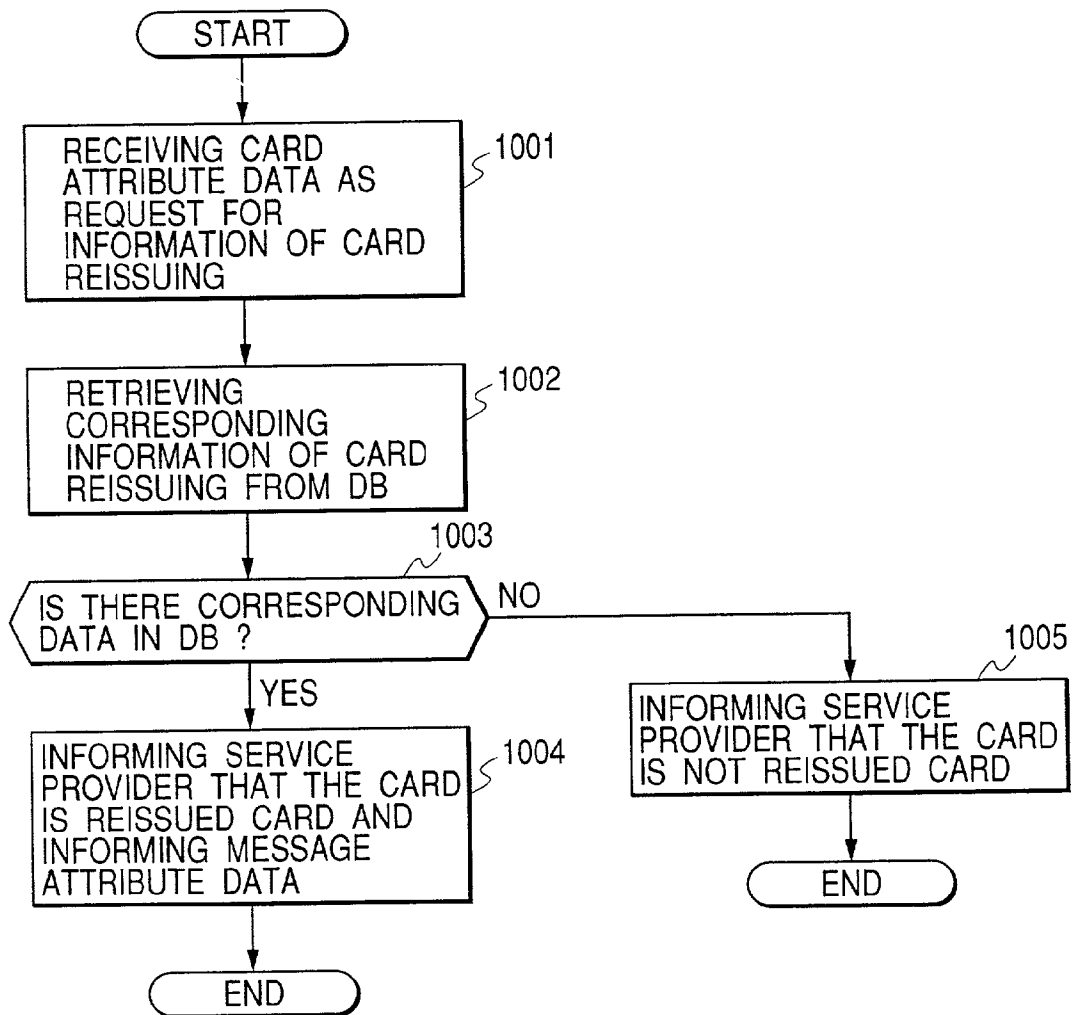 START
RECEIVING CARD
ATTRIBUTE DATA AS
REQUEST FOR
INFORMATION OF CARD
REISSUING
1001
RETRIEVING
CORRESPONDING
INFORMATION OF CARD
REISSUING FROM DB
1002
1003
IS THERE CORRESPONDING
DATA IN DB ?
NO
YES
INFORMING SERVICE
PROVIDER THAT THE CARD
IS REISSUED CARD AND
INFORMING MESSAGE
ATTRIBUTE DATA
1004
END
1005
INFORMING SERVICE
PROVIDER THAT THE CARD
IS NOT REISSUED CARD
END